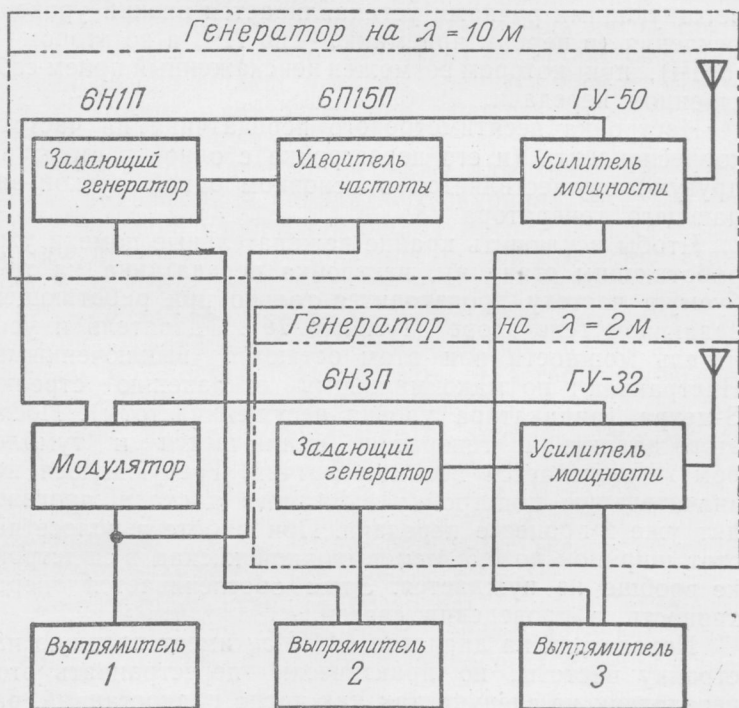 Генератор на λ = 10 м
6Н1П 6П15П ГУ-50
Задающий генератор
Удвоитель частоты
Усилитель мощности
Генератор на λ = 2 м
6Н3П ГУ-32
Модулятор
Задающий генератор
Усилитель мощности
Выпрямитель 1
Выпрямитель 2
Выпрямитель 3